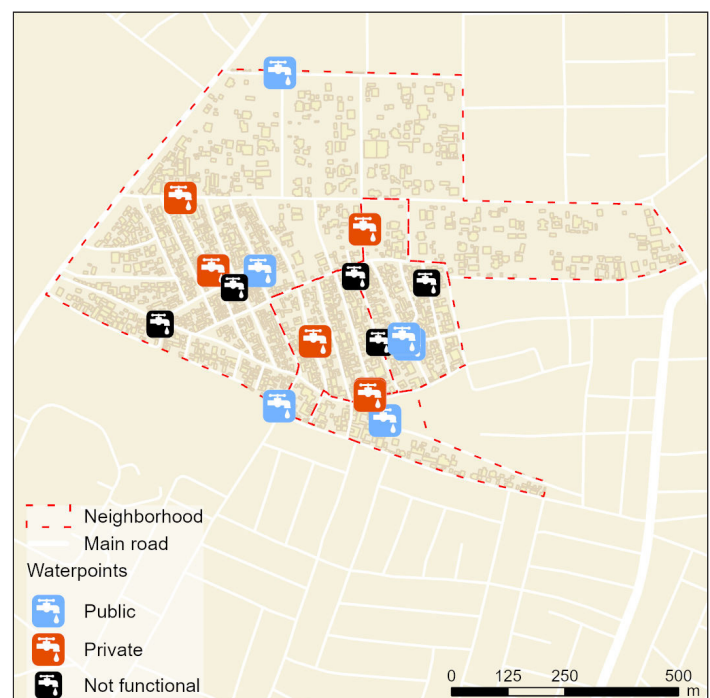 Neighborhood
Main road
Waterpoints
Public
Private
Not functional
0 125 250 500
m